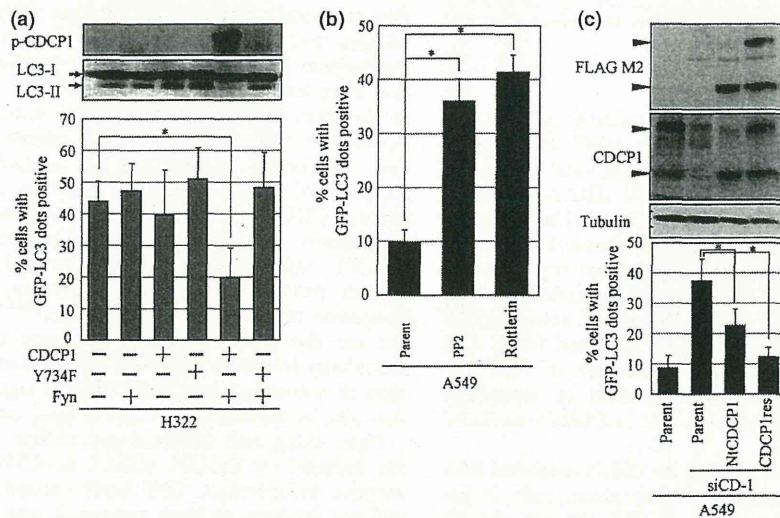 (a)
p-CDCP1
LC3-I
LC3-II
% cells with
GFP-LC3 dots positive
80
70
60
50
40
30
20
10
0
*
CDCP1 – – + – + –
Y734F – – – + – +
Fyn – + – – + +
H322
(b)
% cells with
GFP-LC3 dots positive
50
40
30
20
10
0
*
*
Parent
PP2
Rottlerin
A549
(c)
FLAG M2
CDCP1
Tubulin
% cells with
GFP-LC3 dots positive
50
40
30
20
10
0
*
*
Parent
Parent
NtCDCP1
CDCP1res
siCD-1
A549